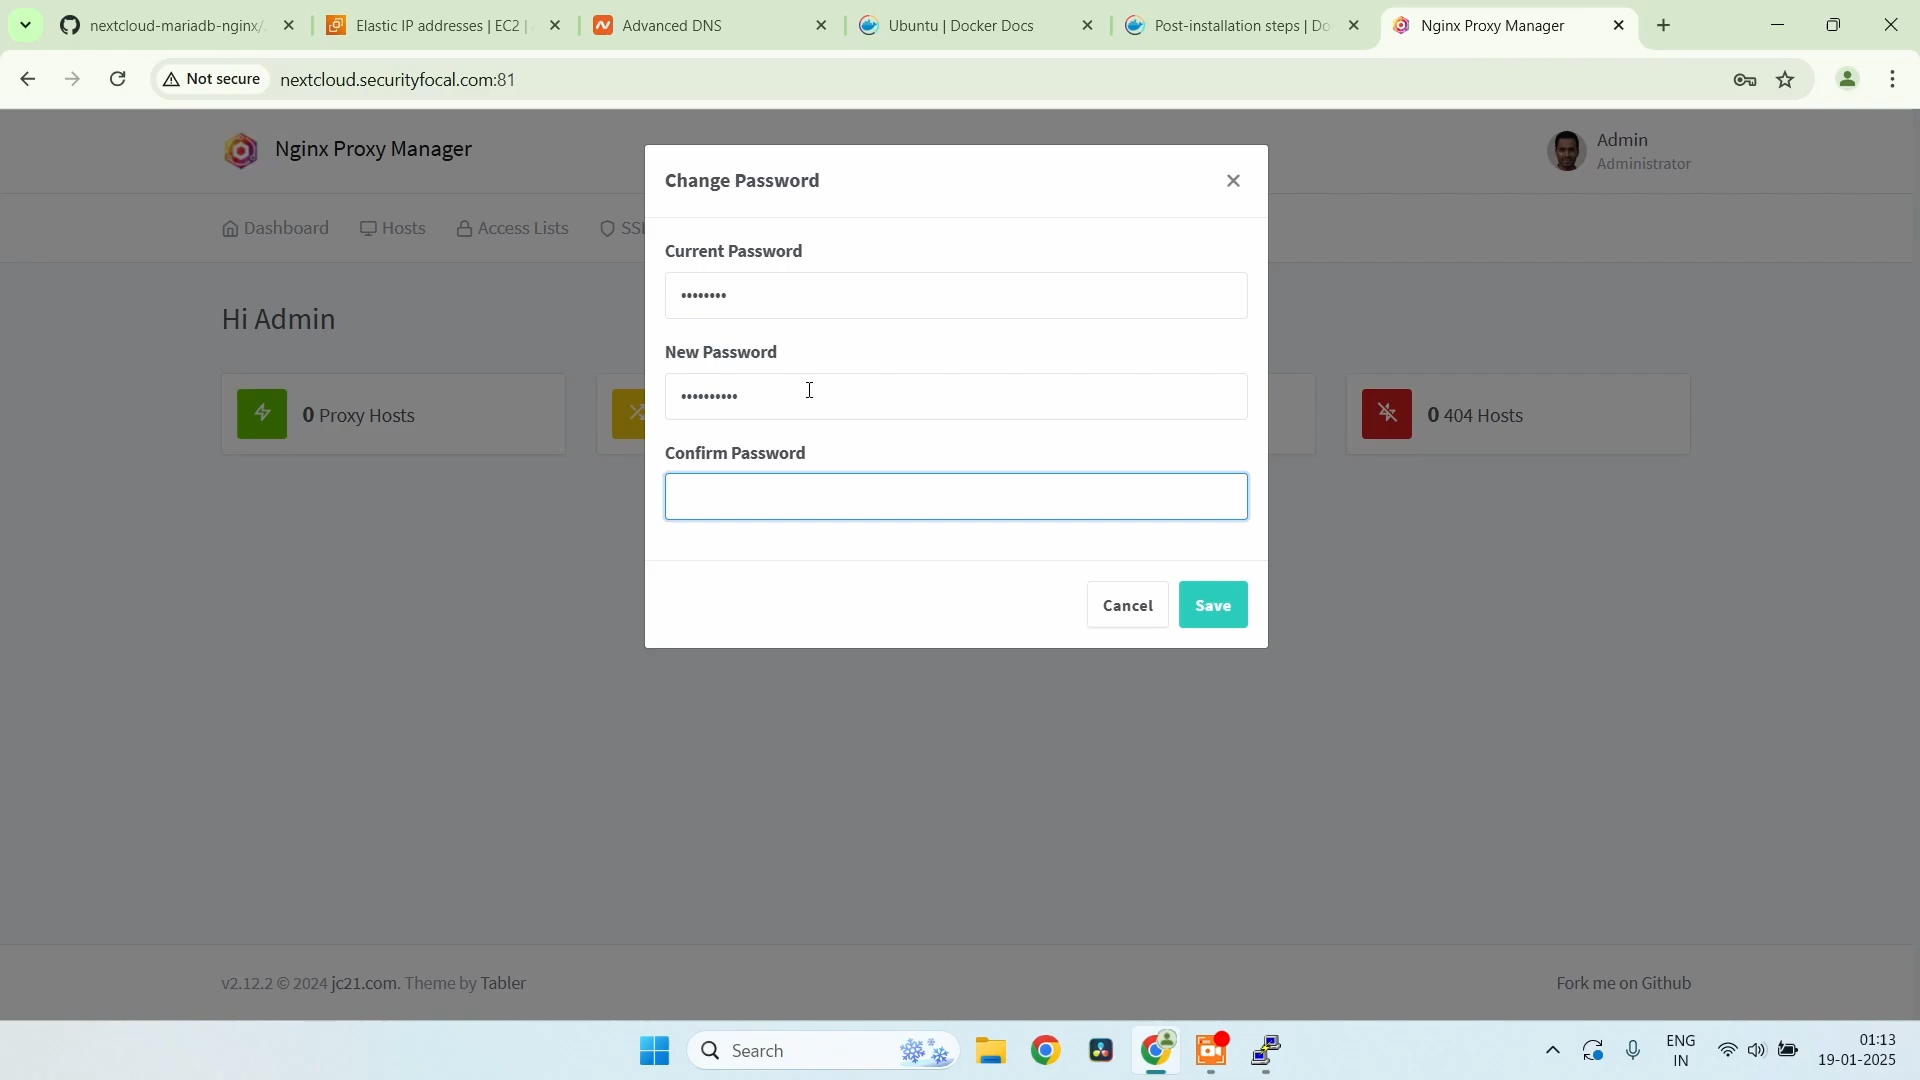 nextcloud-mariadb-nginx/
Elastic IP addresses | EC2 |
Advanced DNS
Ubuntu | Docker Docs
Post-installation steps | Do
Nginx Proxy Manager
Not secure
nextcloud.securityfocal.com:81
Nginx Proxy Manager
Admin
Administrator
Change Password
Dashboard
Hosts
Access Lists
SSL
Current Password
••••••••
Hi Admin
New Password
••••••••••
0 Proxy Hosts
0 404 Hosts
Confirm Password
Cancel
Save
v2.12.2 © 2024 jc21.com. Theme by Tabler
Fork me on Github
Search
ENG
IN
01:13
19-01-2025